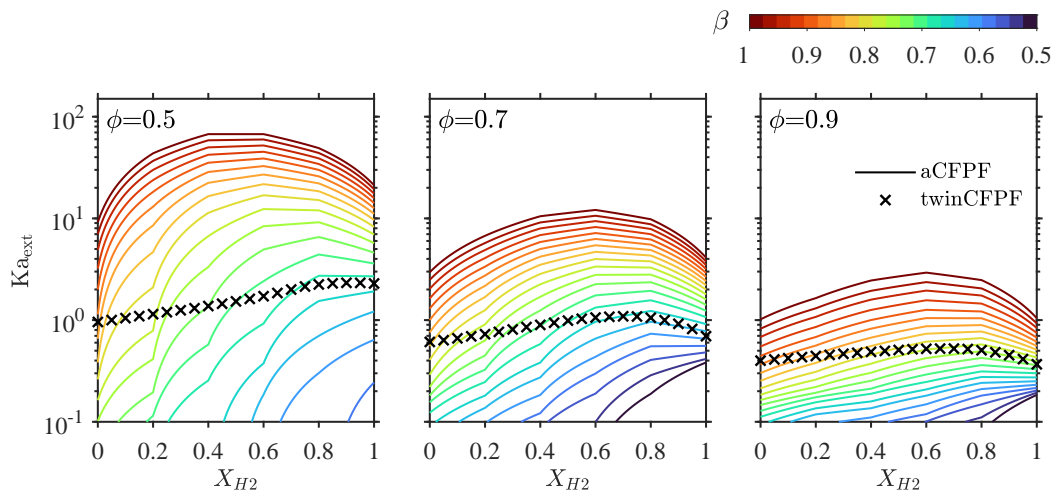 β
1 0.9 0.8 0.7 0.6 0.5
ϕ=0.5
ϕ=0.7
ϕ=0.9
aCFPF
twinCFPF
Ka_ext
10^2
10^1
10^0
10^-1
0 0.2 0.4 0.6 0.8 1
0 0.2 0.4 0.6 0.8 1
0 0.2 0.4 0.6 0.8 1
X_H2
X_H2
X_H2